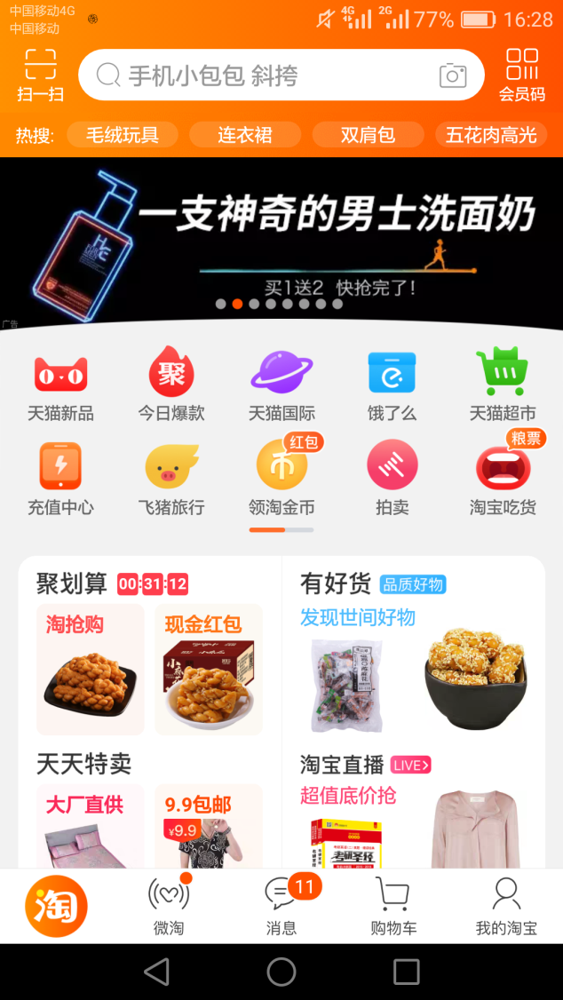 中国移动4G
中国移动
4G 2G 77% 16:28
扫一扫
手机小包包 斜挎
会员码
热搜: 毛绒玩具 连衣裙 双肩包 五花肉高光
一支神奇的男士洗面奶
买1送2 快抢完了!
广告
聚
天猫新品 今日爆款 天猫国际 饿了么 天猫超市
红包 粮票
充值中心 飞猪旅行 领淘金币 拍卖 淘宝吃货
聚划算 00:31:12
有好货 品质好物
淘抢购 现金红包
发现世间好物
天天特卖
淘宝直播 LIVE
大厂直供 9.9包邮
¥9.9
超值底价抢
考研圣经
淘
微淘
11
消息
购物车
我的淘宝